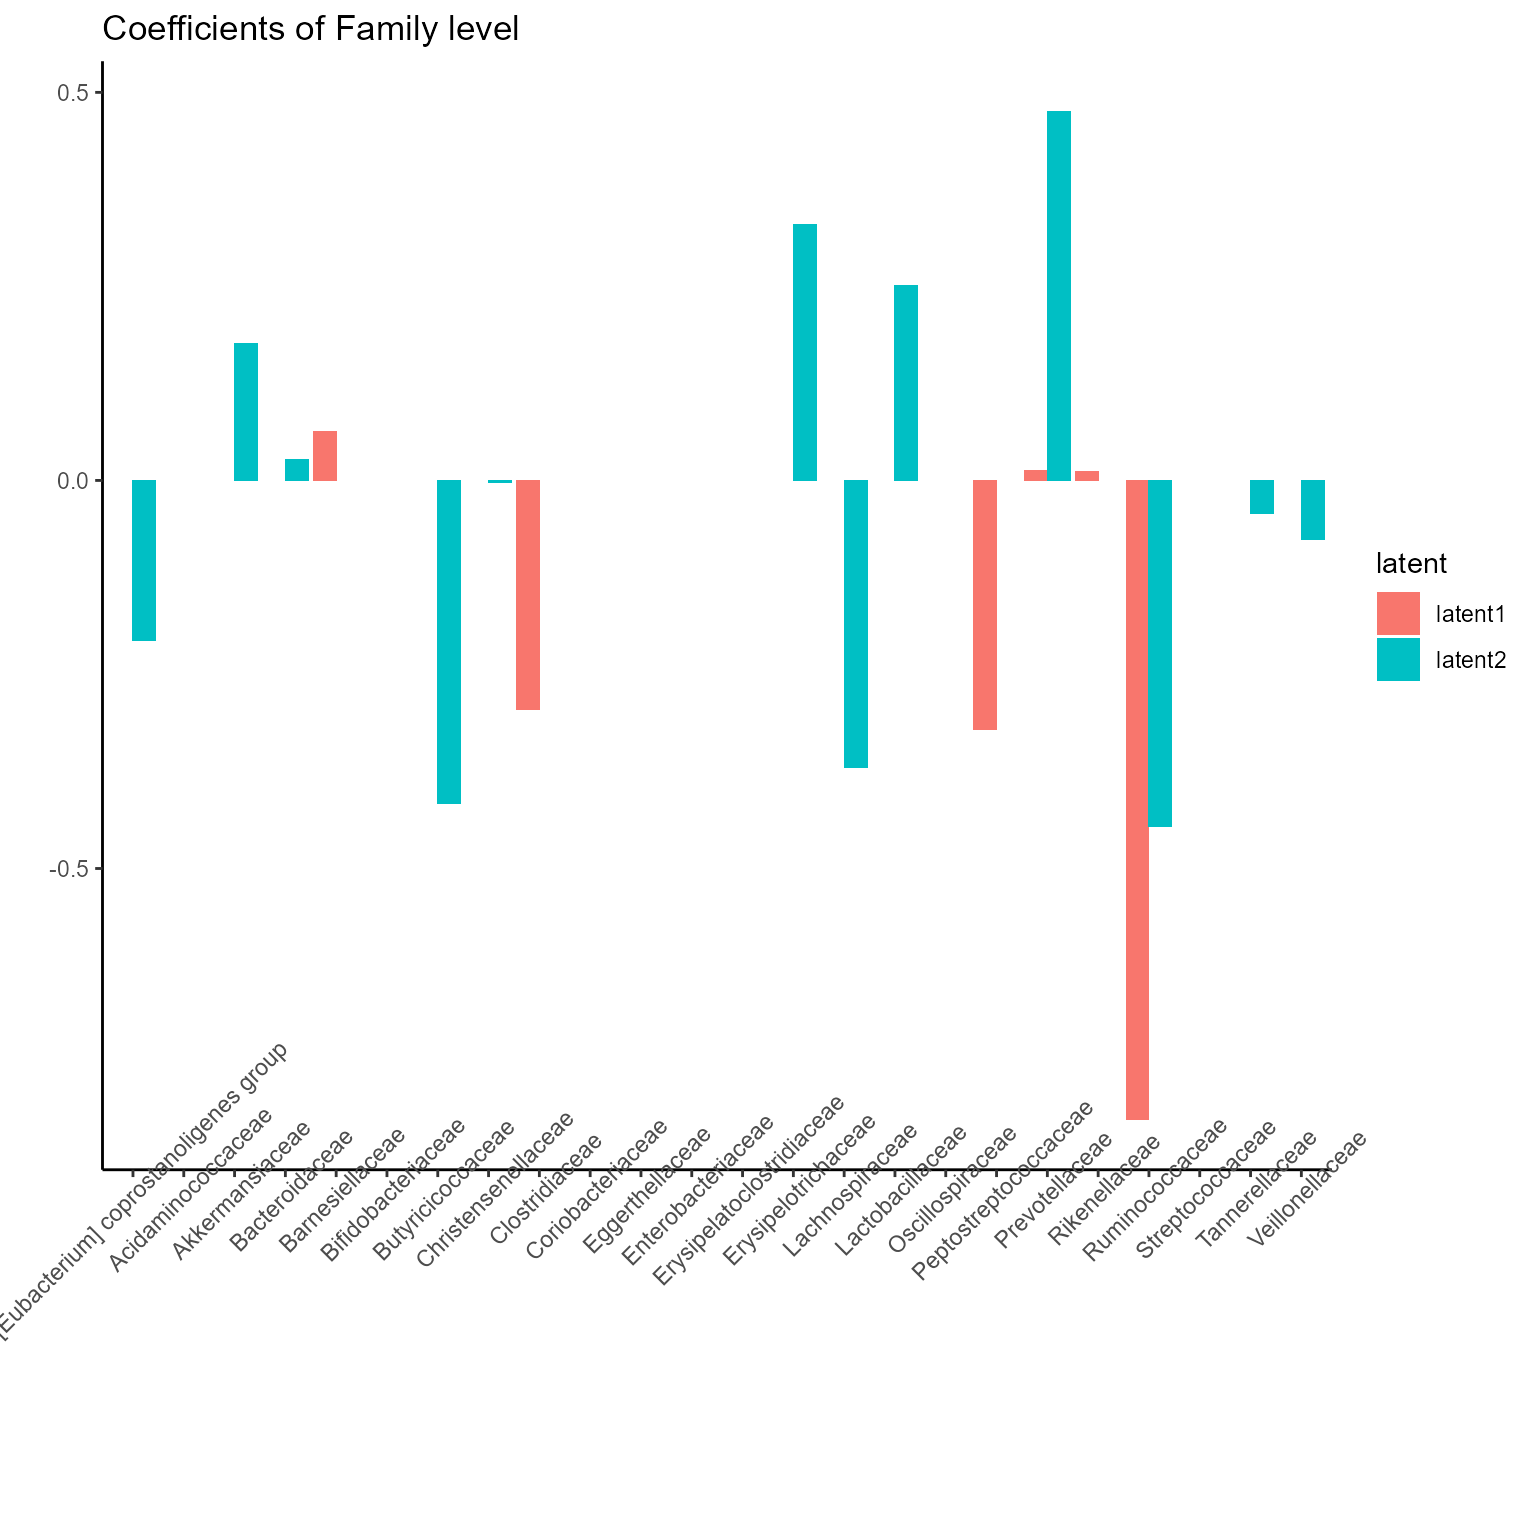 Coefficients of Family level
0.5
0.0
-0.5
latent
latent1
latent2
[Eubacterium] coprostanoligenes group
Acidaminococcaceae
Akkermansiaceae
Bacteroidaceae
Barnesiellaceae
Bifidobacteriaceae
Butyricicoccaceae
Christensenellaceae
Clostridiaceae
Coriobacteriaceae
Eggerthellaceae
Enterobacteriaceae
Erysipelatoclostridiaceae
Erysipelotrichaceae
Lachnospiraceae
Lactobacillaceae
Oscillospiraceae
Peptostreptococcaceae
Prevotellaceae
Rikenellaceae
Ruminococcaceae
Streptococcaceae
Tannerellaceae
Veillonellaceae